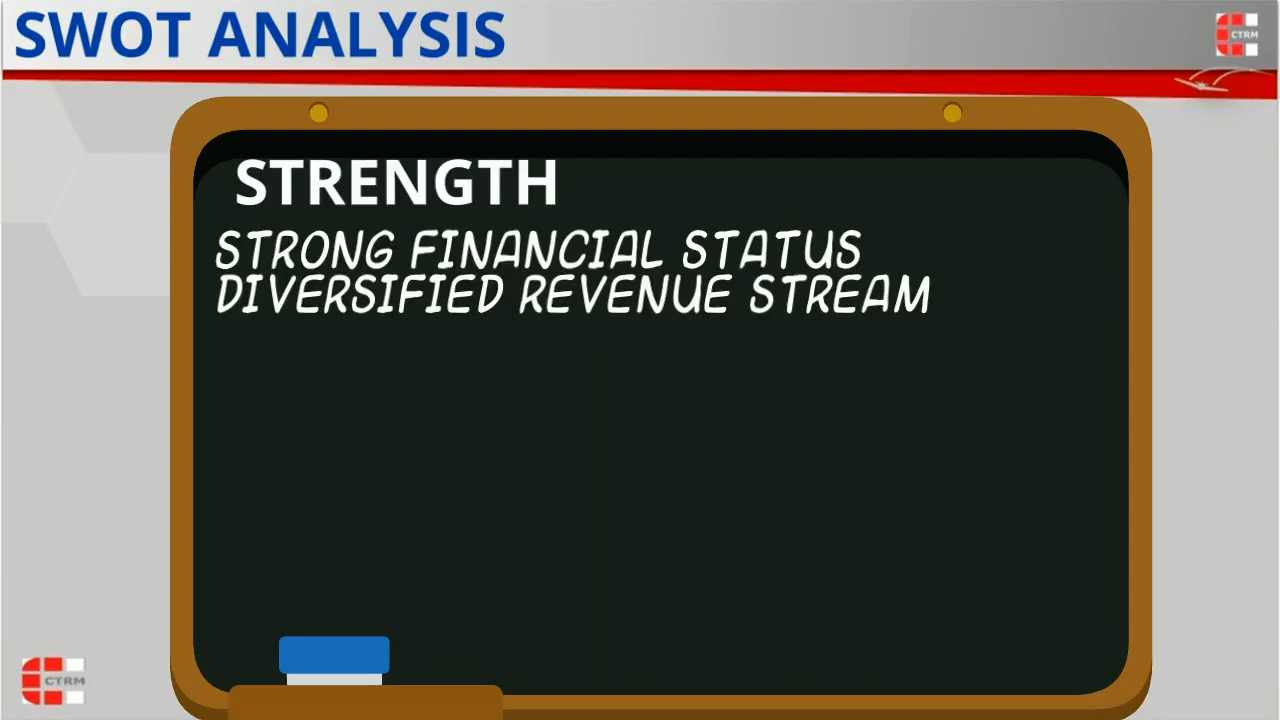 SWOT ANALYSIS
CTRM
STRENGTH
STRONG FINANCIAL STATUS
DIVERSIFIED REVENUE STREAM
CTRM